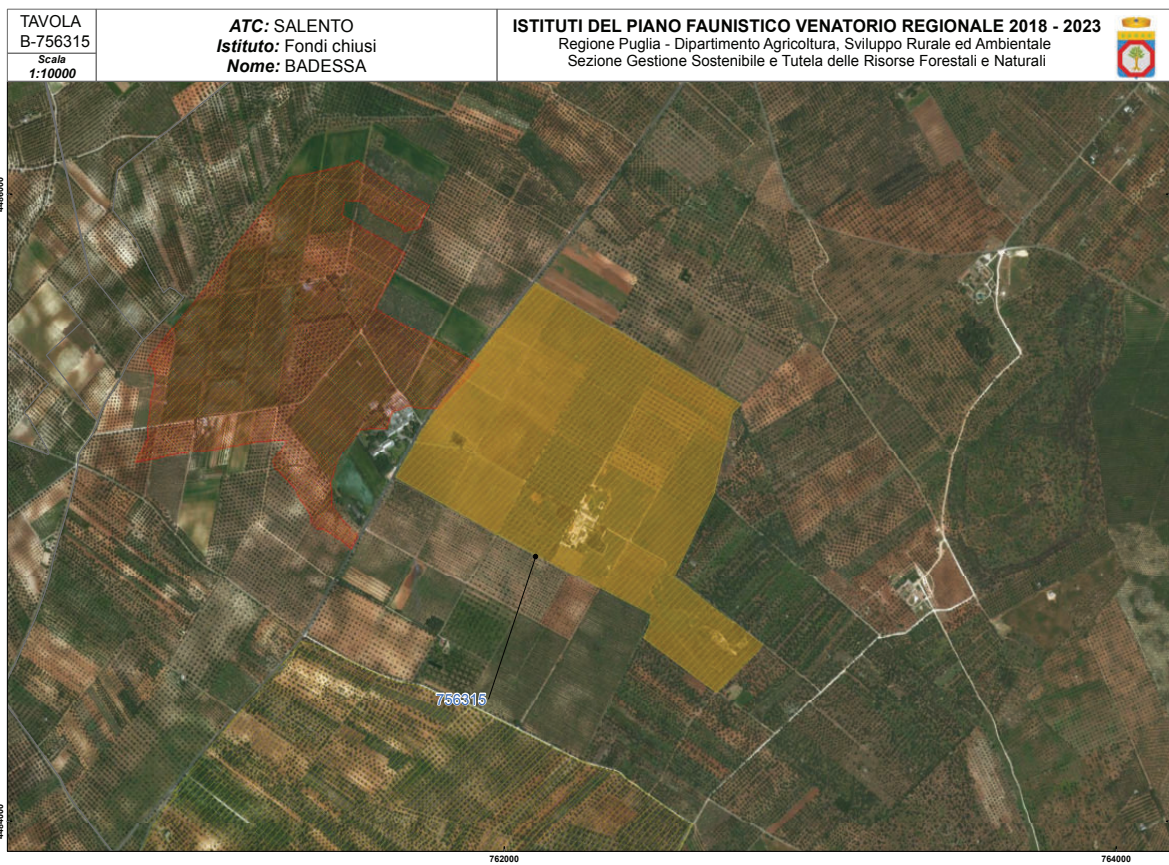 TAVOLA
B-756315
Scala
1:10000
ATC: SALENTO
Istituto: Fondi chiusi
Nome: BADESSA
ISTITUTI DEL PIANO FAUNISTICO VENATORIO REGIONALE 2018 - 2023
Regione Puglia - Dipartimento Agricoltura, Sviluppo Rurale ed Ambientale
Sezione Gestione Sostenibile e Tutela delle Risorse Forestali e Naturali
756315
4484000
762000
764000